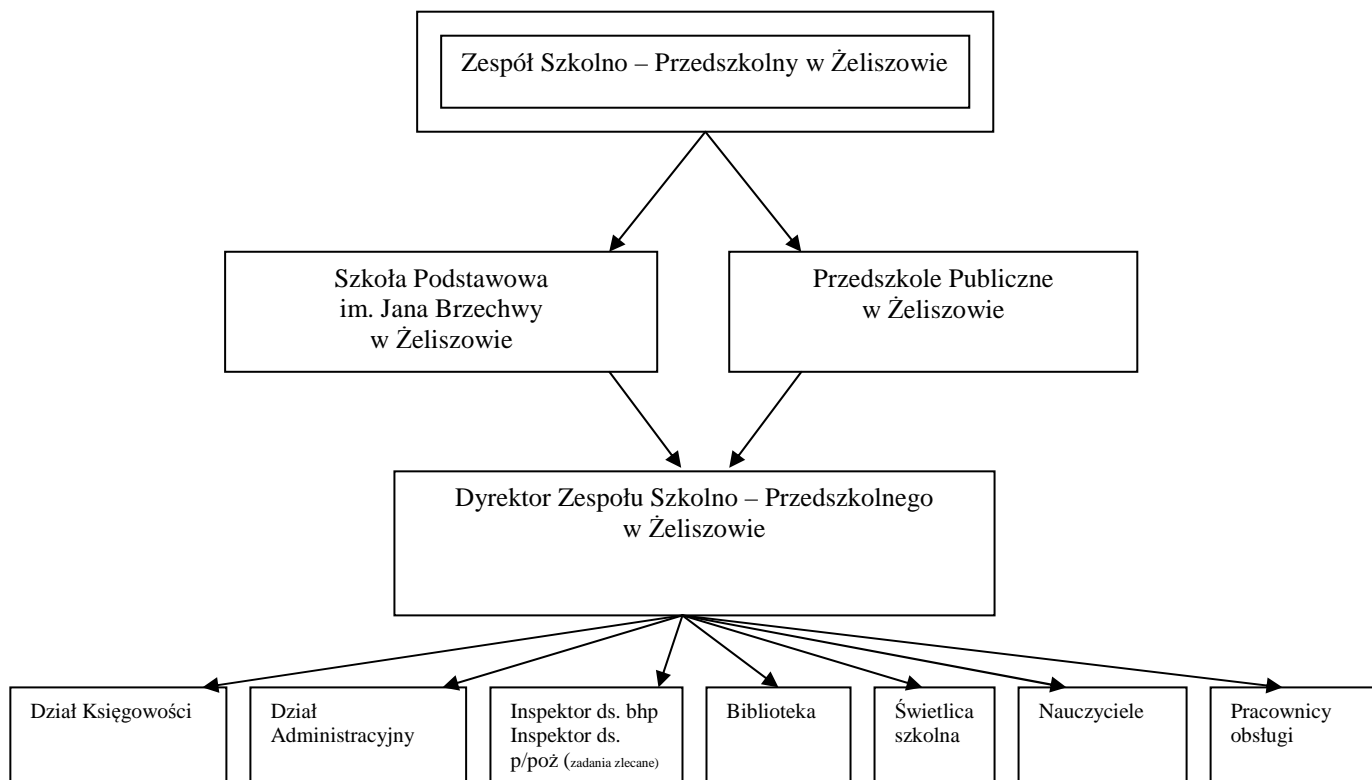 Zespół Szkolno – Przedszkolny w Żeliszowie
Szkoła Podstawowa
im. Jana Brzechwy
w Żeliszowie
Przedszkole Publiczne
w Żeliszowie
Dyrektor Zespołu Szkolno – Przedszkolnego
w Żeliszowie
Dział Księgowości
Dział
Administracyjny
Inspektor ds. bhp
Inspektor ds.
p/poż (zadania zlecane)
Biblioteka
Świetlica
szkolna
Nauczyciele
Pracownicy
obsługi